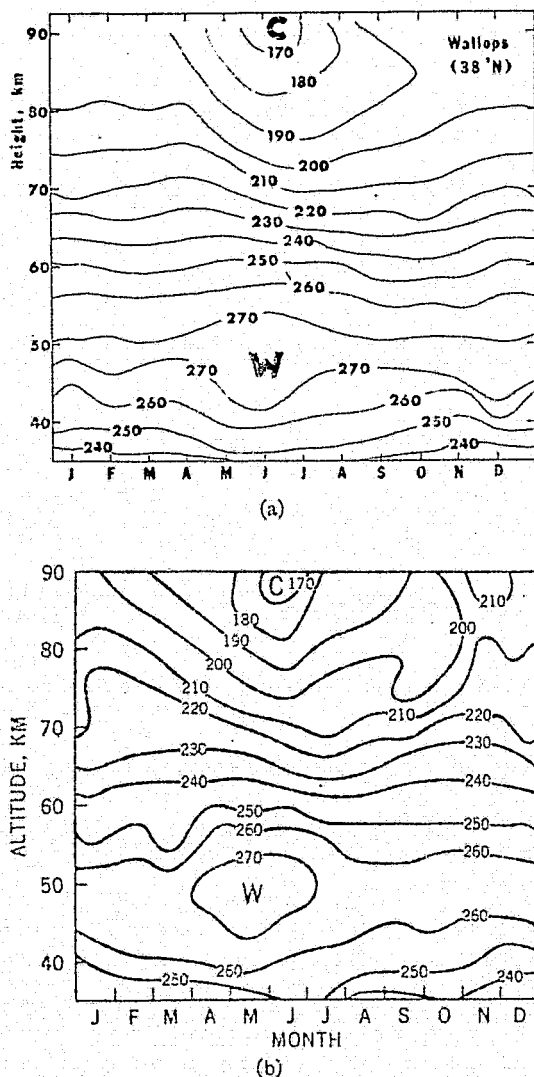 90 C
170 Wallops
180 (38 'N)
Height, km
80 190
200
210
70 220
230
240
60 250
260
270
50
W
270 270
260 260
40 250 250
240 240
J F M A M J J A S O N D
(a)
90 C 170 210
180
80 190 200
200
210
70 220 210 220
230 230
240 240
ALTITUDE, KM
60 250 250
260 260
270
50 W
260
40 260 250
250 240
J F M A M J J A S O N D
MONTH
(b)